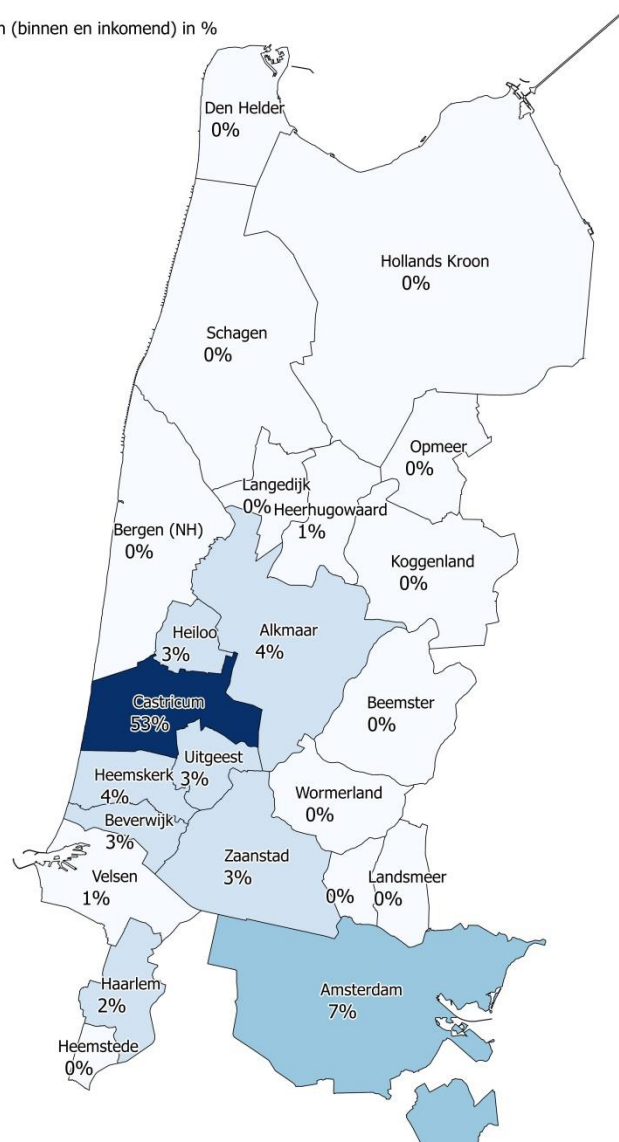 (binnen en inkomend) in %
Den Helder
0%
Hollands Kroon
0%
Schagen
0%
Opmeer
0%
Langedijk
0%
Heerhugowaard
1%
Bergen (NH)
0%
Koggenland
0%
Heiloo
3%
Alkmaar
4%
Castricum
53%
Beemster
0%
Uitgeest
3%
Heemskerk
4%
Wormerland
0%
Beverwijk
3%
Zaanstad
3%
Velsen
1%
0%
Landsmeer
0%
Haarlem
2%
Amsterdam
7%
Heemstede
0%